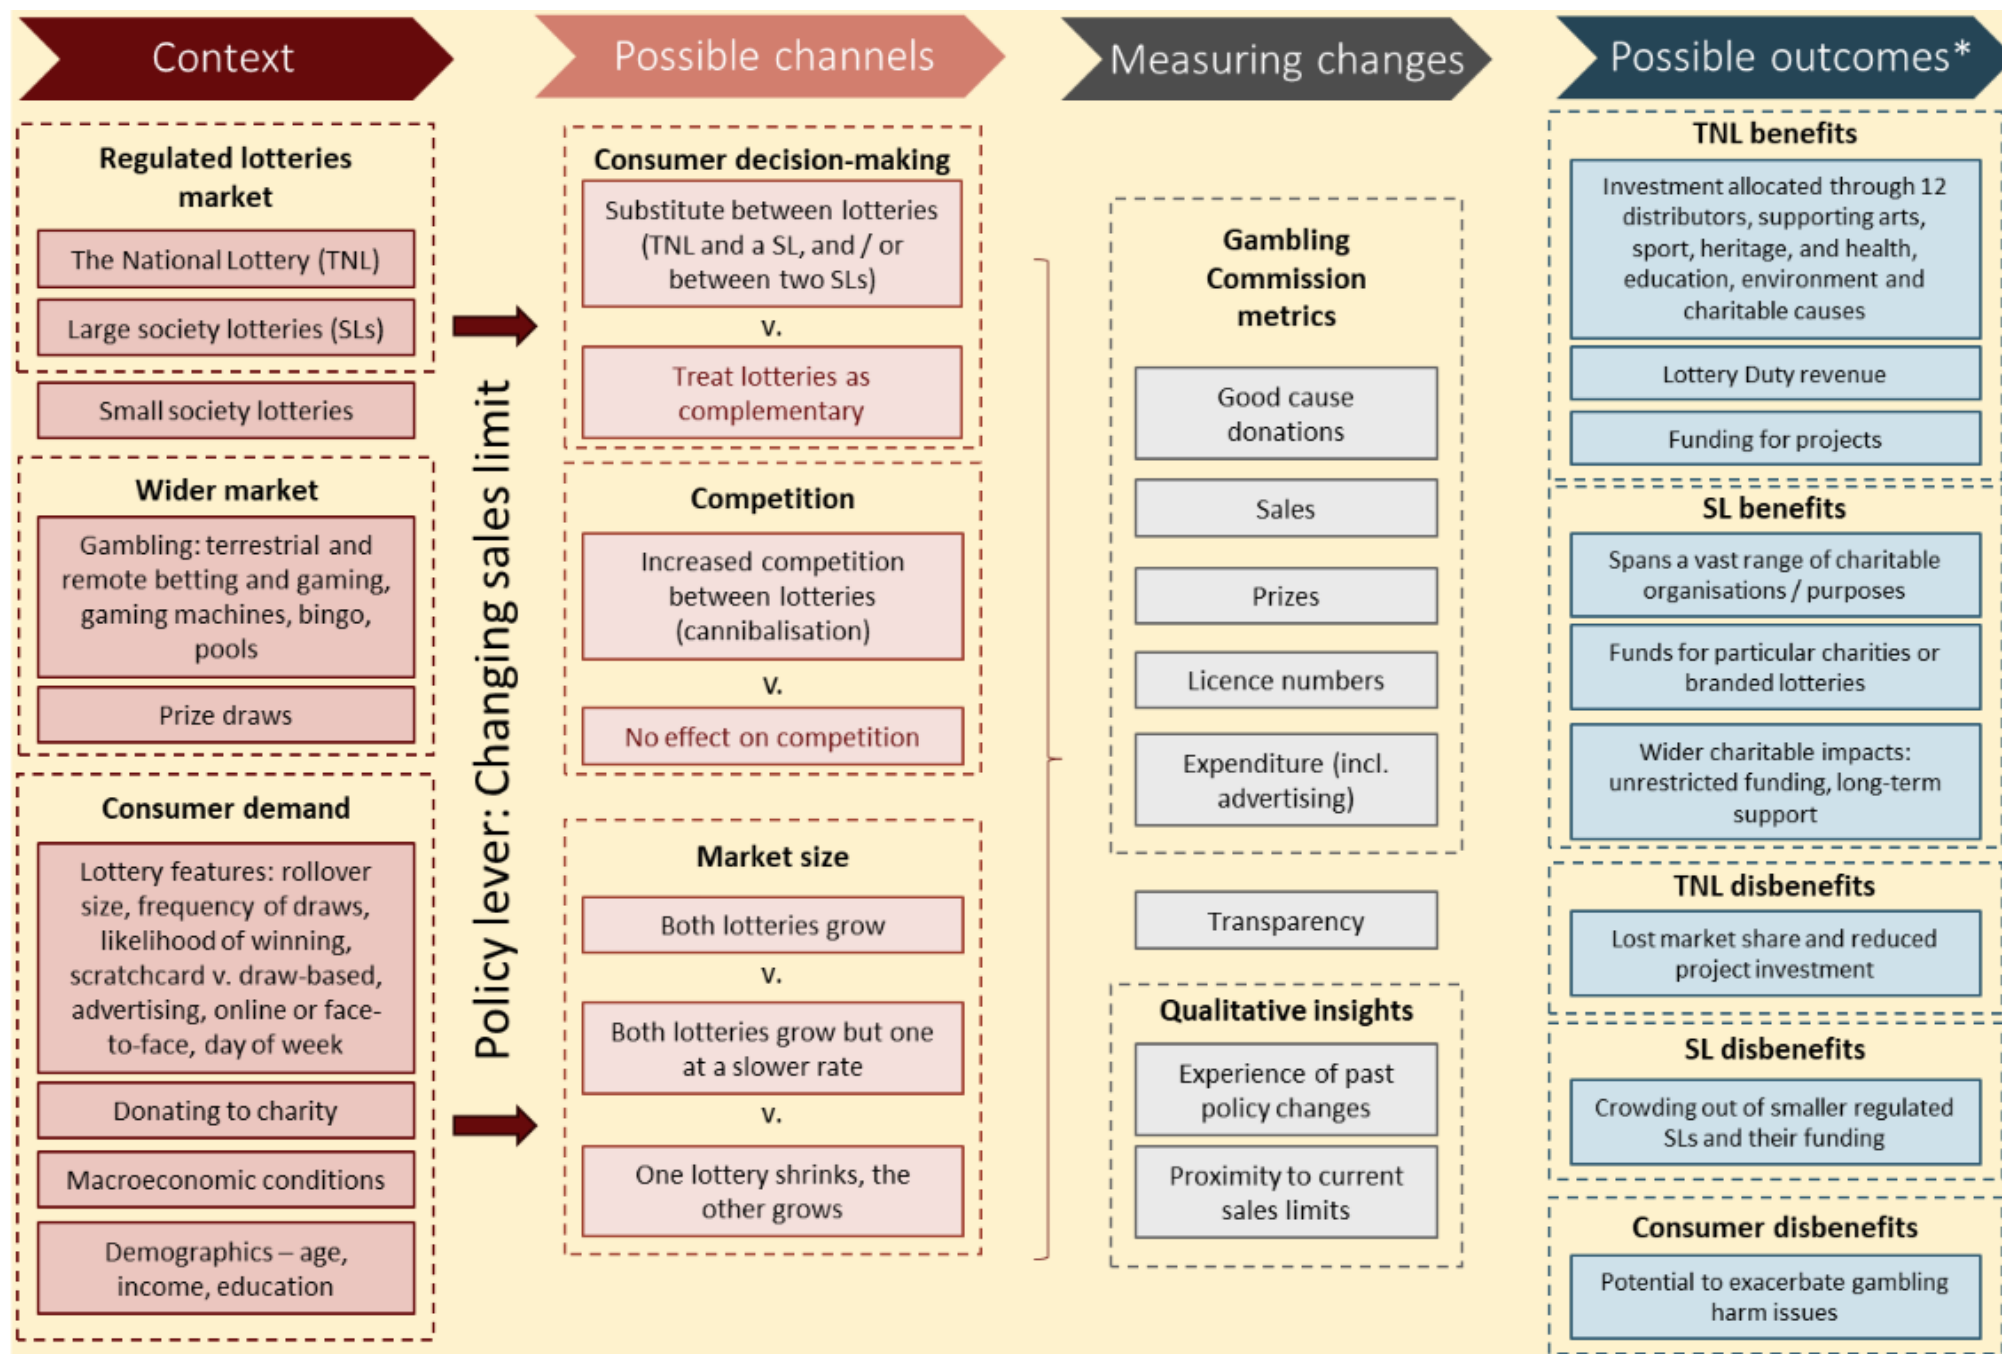 Context
Regulated lotteries
market
The National Lottery (TNL)
Large society lotteries (SLs)
Small society lotteries
Wider market
Gambling: terrestrial and
remote betting and gaming,
gaming machines, bingo,
pools
Prize draws
Consumer demand
Lottery features: rollover
size, frequency of draws,
likelihood of winning,
scratchcard v. draw-based,
advertising, online or face-
to-face, day of week
Donating to charity
Macroeconomic conditions
Demographics – age,
income, education
Policy lever: Changing sales limit
Possible channels
Consumer decision-making
Substitute between lotteries
(TNL and a SL, and / or
between two SLs)
v.
Treat lotteries as
complementary
Competition
Increased competition
between lotteries
(cannibalisation)
v.
No effect on competition
Market size
Both lotteries grow
v.
Both lotteries grow but one
at a slower rate
v.
One lottery shrinks, the
other grows
Measuring changes
Gambling
Commission
metrics
Good cause
donations
Sales
Prizes
Licence numbers
Expenditure (incl.
advertising)
Transparency
Qualitative insights
Experience of past
policy changes
Proximity to current
sales limits
Possible outcomes*
TNL benefits
Investment allocated through 12
distributors, supporting arts,
sport, heritage, and health,
education, environment and
charitable causes
Lottery Duty revenue
Funding for projects
SL benefits
Spans a vast range of charitable
organisations / purposes
Funds for particular charities or
branded lotteries
Wider charitable impacts:
unrestricted funding, long-term
support
TNL disbenefits
Lost market share and reduced
project investment
SL disbenefits
Crowding out of smaller regulated
SLs and their funding
Consumer disbenefits
Potential to exacerbate gambling
harm issues